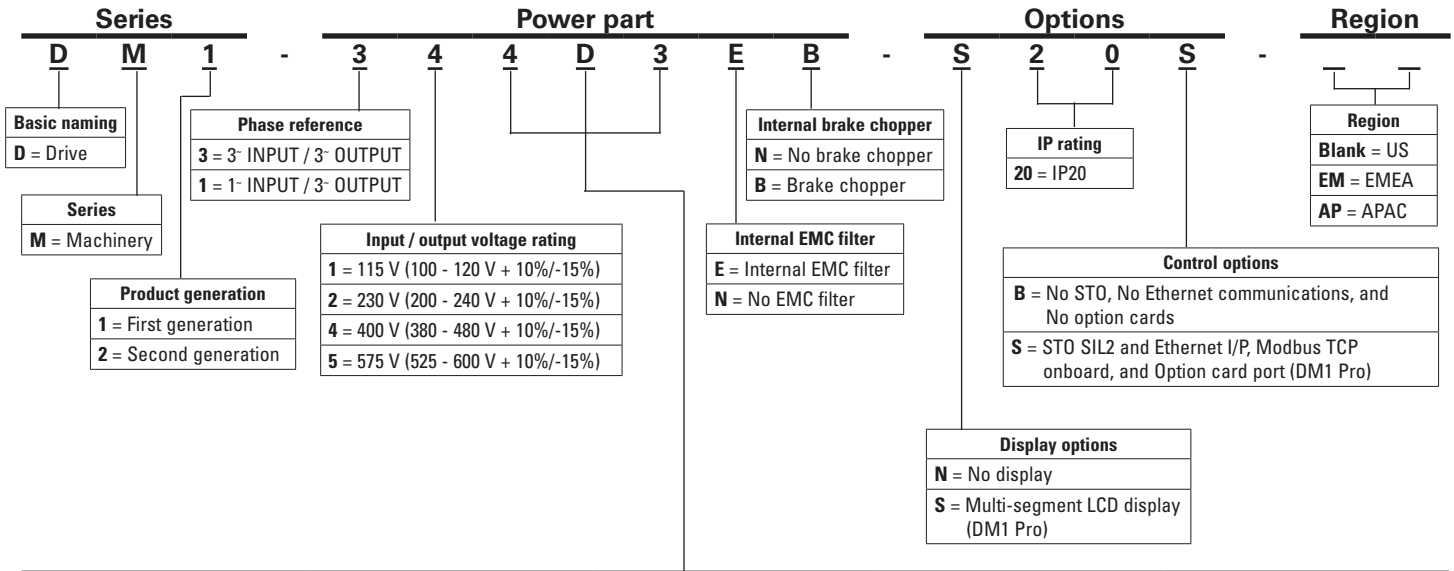 Series Power part Options Region
D M 1 - 3 4 4 D 3 E B - S 2 0 S - _ _
Basic naming
D = Drive
Series
M = Machinery
Product generation
1 = First generation
2 = Second generation
Phase reference
3 = 3~ INPUT / 3~ OUTPUT
1 = 1~ INPUT / 3~ OUTPUT
Input / output voltage rating
1 = 115 V (100 - 120 V + 10%/-15%)
2 = 230 V (200 - 240 V + 10%/-15%)
4 = 400 V (380 - 480 V + 10%/-15%)
5 = 575 V (525 - 600 V + 10%/-15%)
Internal brake chopper
N = No brake chopper
B = Brake chopper
Internal EMC filter
E = Internal EMC filter
N = No EMC filter
IP rating
20 = IP20
Region
Blank = US
EM = EMEA
AP = APAC
Control options
B = No STO, No Ethernet communications, and
No option cards
S = STO SIL2 and Ethernet I/P, Modbus TCP
onboard, and Option card port (DM1 Pro)
Display options
N = No display
S = Multi-segment LCD display
(DM1 Pro)